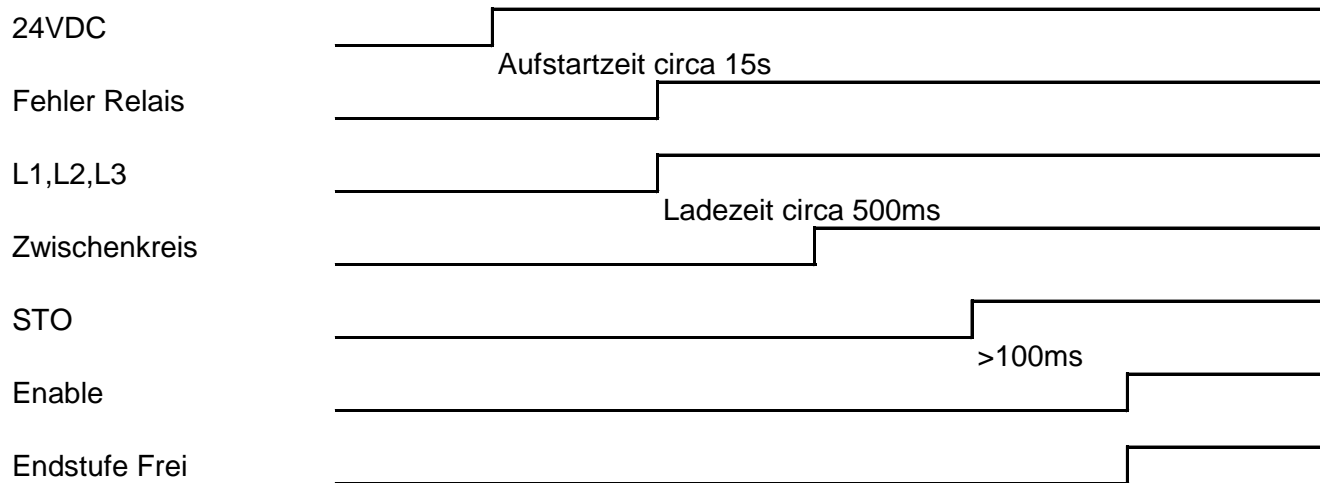 24VDC
Aufstartzeit circa 15s
Fehler Relais
L1,L2,L3
Ladezeit circa 500ms
Zwischenkreis
STO
>100ms
Enable
Endstufe Frei